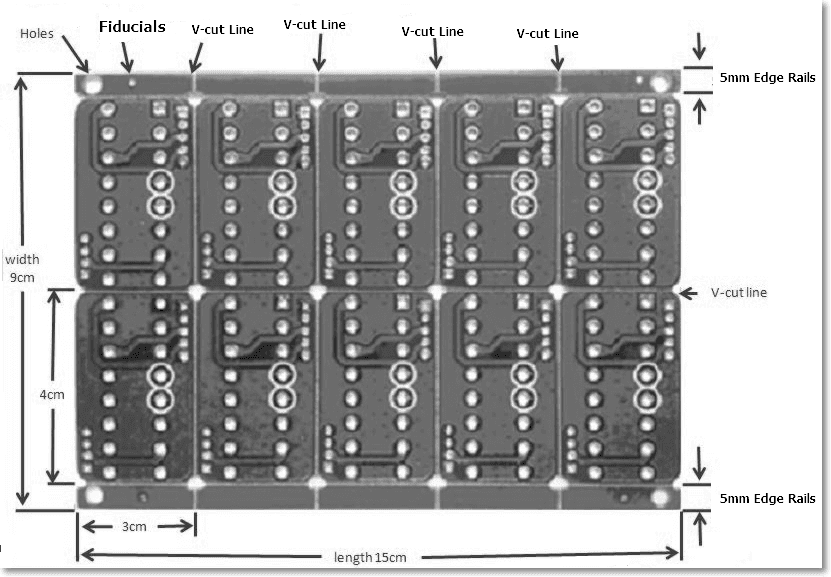 Holes
Fiducials
V-cut Line
V-cut Line
V-cut Line
V-cut Line
5mm Edge Rails
width
9cm
V-cut line
4cm
5mm Edge Rails
3cm
length 15cm